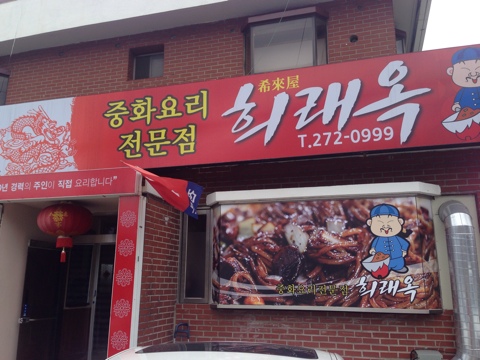 중화요리
전문점
希來屋
희래옥
T.272-0999
년 경력의 주인이 직접 요리합니다"
중화요리 전문점
희래옥